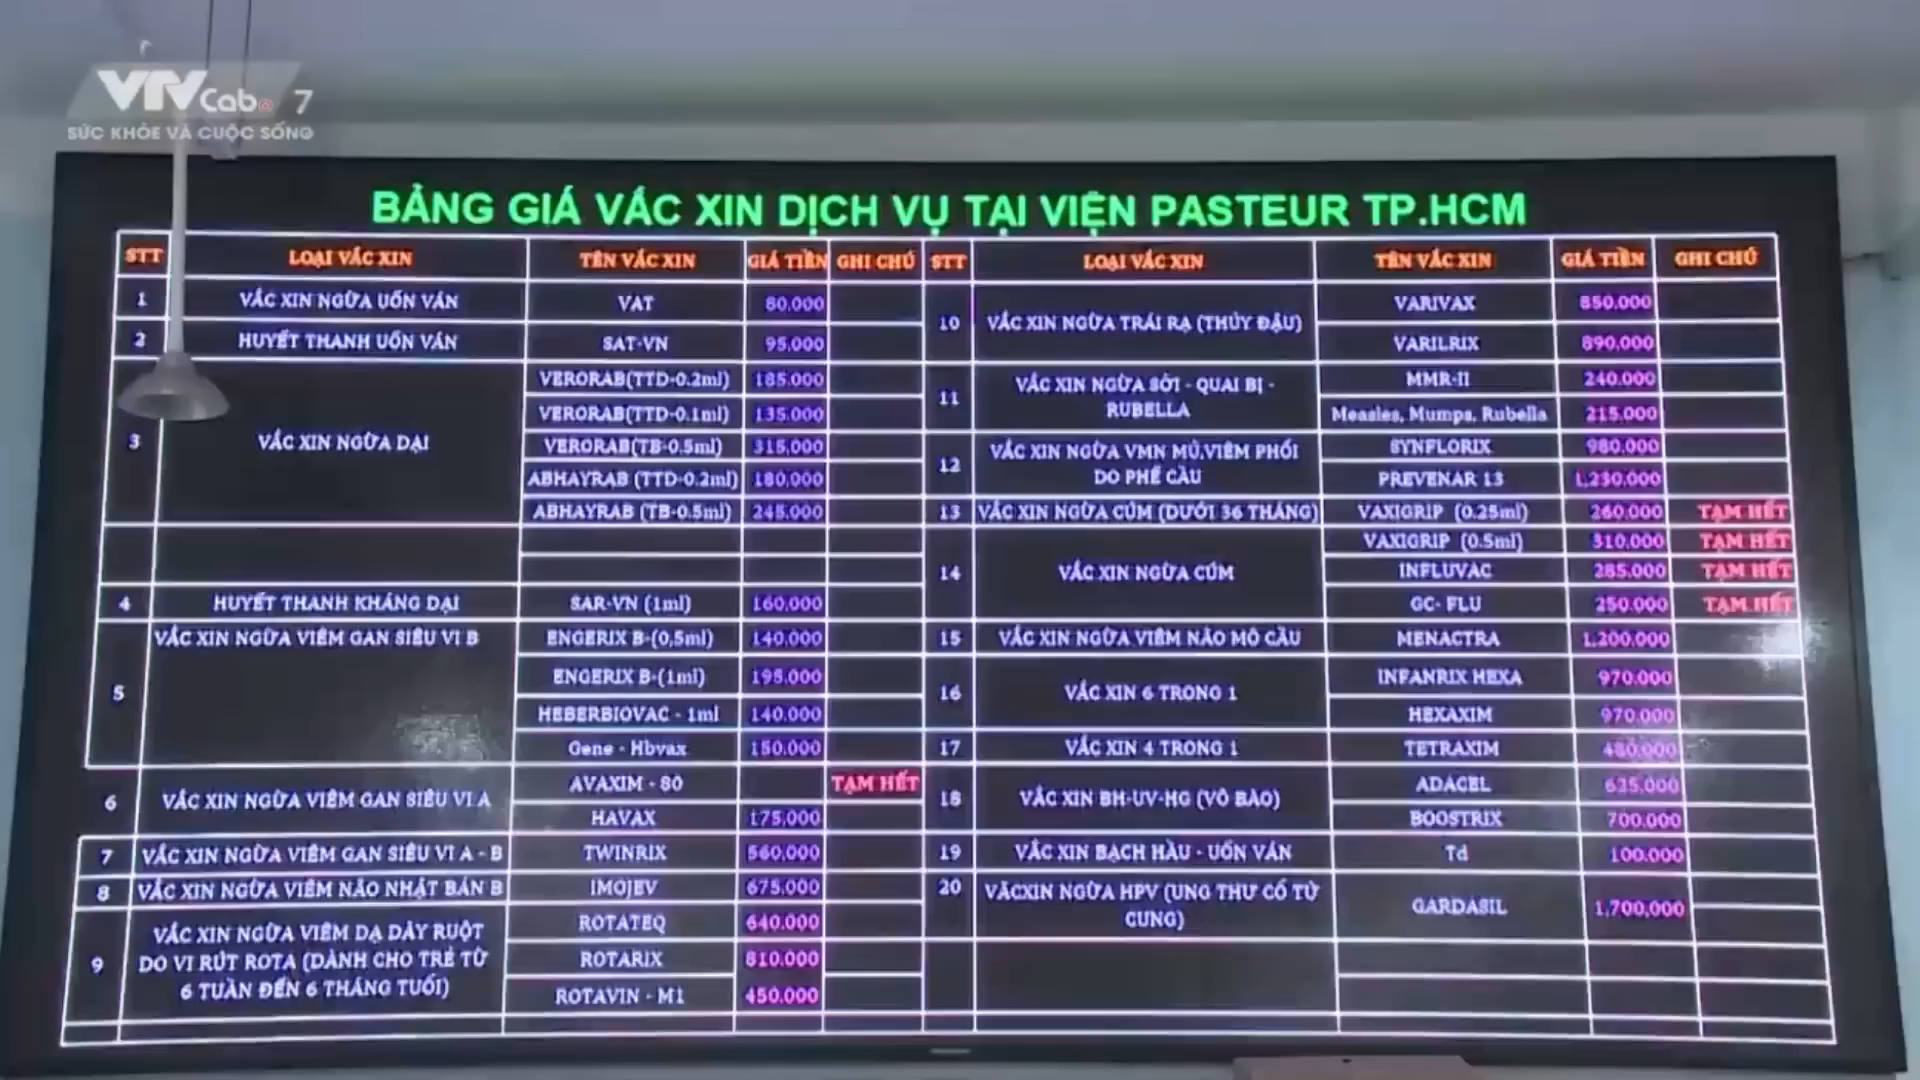 VTVCab 7
SỨC KHỎE VÀ CUỘC SỐNG
BẢNG GIÁ VẮC XIN DỊCH VỤ TẠI VIỆN PASTEUR TP.HCM
STT LOẠI VẮC XIN TÊN VẮC XIN GIÁ TIỀN GHI CHÚ
1 VẮC XIN NGỪA UỐN VÁN VAT 80.000
2 HUYẾT THANH UỐN VÁN SAT-VN 95.000
3 VẮC XIN NGỪA DẠI
VERORAB(TTD-0.2ml) 185.000
VERORAB(TTD-0.1ml) 135.000
VERORAB(TB-0.5ml) 315.000
ABHAYRAB (TTD-0.2ml) 180.000
ABHAYRAB (TB-0.5ml) 245.000
4 HUYẾT THANH KHÁNG DẠI SAR-VN (1ml) 160.000
5 VẮC XIN NGỪA VIÊM GAN SIÊU VI B
ENGERIX B-(0,5ml) 140.000
ENGERIX B-(1ml) 195.000
HEBERBIOVAC - 1ml 140.000
Gene - Hbvax 150.000
6 VẮC XIN NGỪA VIÊM GAN SIÊU VI A
AVAXIM - 80 TẠM HẾT
HAVAX 175.000
7 VẮC XIN NGỪA VIÊM GAN SIÊU VI A - B TWINRIX 560.000
8 VẮC XIN NGỪA VIÊM NÃO NHẬT BẢN B IMOJEV 675.000
9 VẮC XIN NGỪA VIÊM DẠ DÀY RUỘT
DO VI RÚT ROTA (DÀNH CHO TRẺ TỪ
6 TUẦN ĐẾN 6 THÁNG TUỔI)
ROTATEQ 640.000
ROTARIX 810.000
ROTAVIN - M1 450.000
STT LOẠI VẮC XIN TÊN VẮC XIN GIÁ TIỀN GHI CHÚ
10 VẮC XIN NGỪA TRÁI RẠ (THỦY ĐẬU)
VARIVAX 850.000
VARILRIX 890.000
11 VẮC XIN NGỪA SỞI - QUAI BỊ -
RUBELLA
MMR-II 240.000
Measles, Mumps, Rubella 215.000
12 VẮC XIN NGỪA VMN MỦ,VIÊM PHỔI
DO PHẾ CẦU
SYNFLORIX 980.000
PREVENAR 13 1,230.000
13 VẮC XIN NGỪA CÚM (DƯỚI 36 THÁNG) VAXIGRIP (0.25ml) 260.000 TẠM HẾT
14 VẮC XIN NGỪA CÚM
VAXIGRIP (0.5ml) 310.000 TẠM HẾT
INFLUVAC 285.000 TẠM HẾT
GC- FLU 250.000 TẠM HẾT
15 VẮC XIN NGỪA VIÊM NÃO MÔ CẦU MENACTRA 1,200.000
16 VẮC XIN 6 TRONG 1
INFANRIX HEXA 970.000
HEXAXIM 970.000
17 VẮC XIN 4 TRONG 1 TETRAXIM 480.000
18 VẮC XIN BH-UV-HG (VÔ BÀO)
ADACEL 625.000
BOOSTRIX 700.000
19 VẮC XIN BẠCH HẦU - UỐN VÁN Td 100.000
20 VĂCXIN NGỪA HPV (UNG THƯ CỔ TỬ
CUNG)
GARDASIL 1,700,000